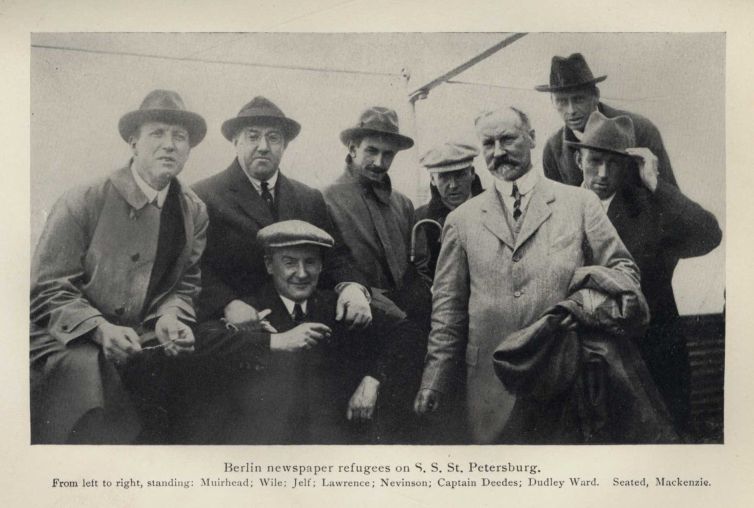 Berlin newspaper refugees on S. S. St. Petersburg.
From left to right, standing: Muirhead; Wile; Jelf; Lawrence; Nevinson; Captain Deedes; Dudley Ward. Seated, Mackenzie.